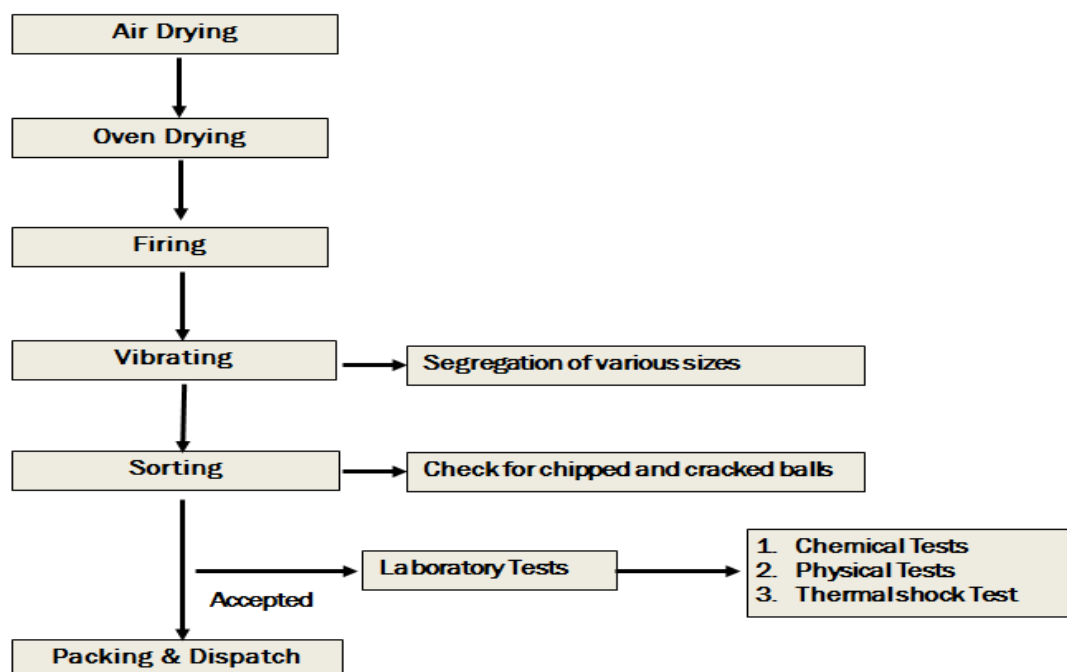 Air Drying
Oven Drying
Firing
Vibrating
Segregation of various sizes
Sorting
Check for chipped and cracked balls
Laboratory Tests
1. Chemical Tests
2. Physical Tests
3. Thermal shock Test
Accepted
Packing & Dispatch